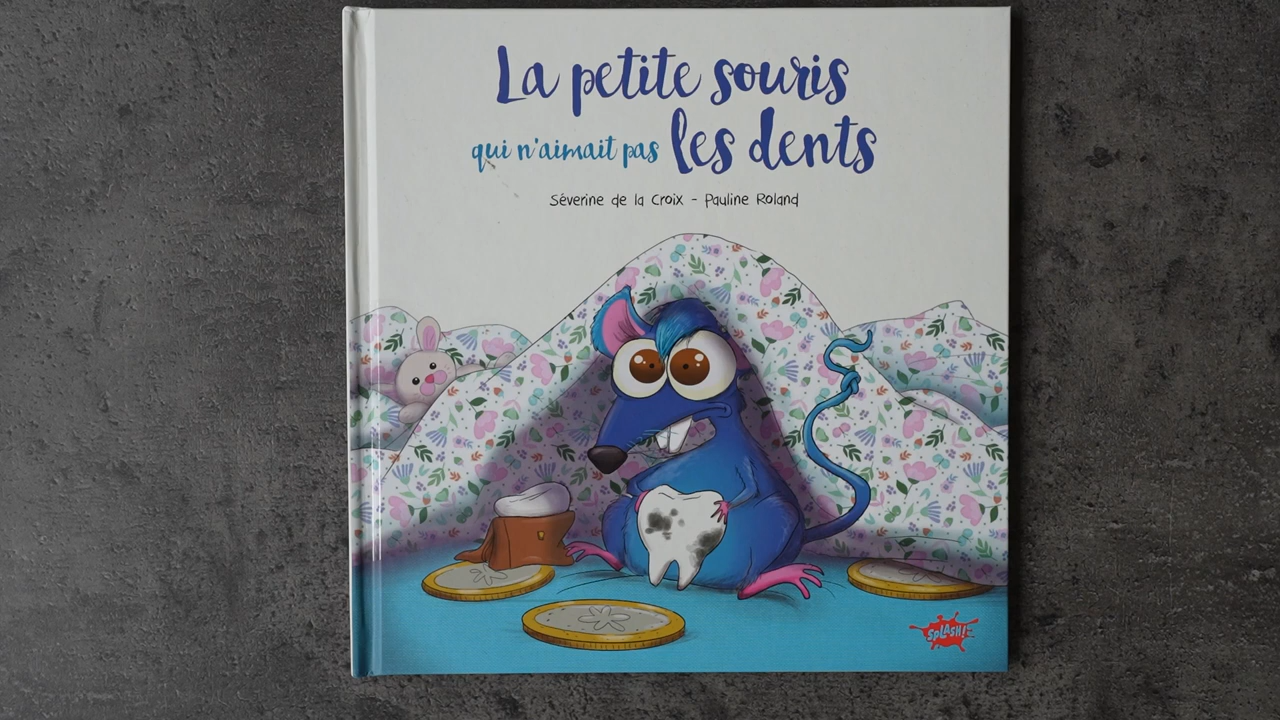 La petite souris
qui n'aimait pas les dents
Séverine de la Croix - Pauline Roland
SPLASH!